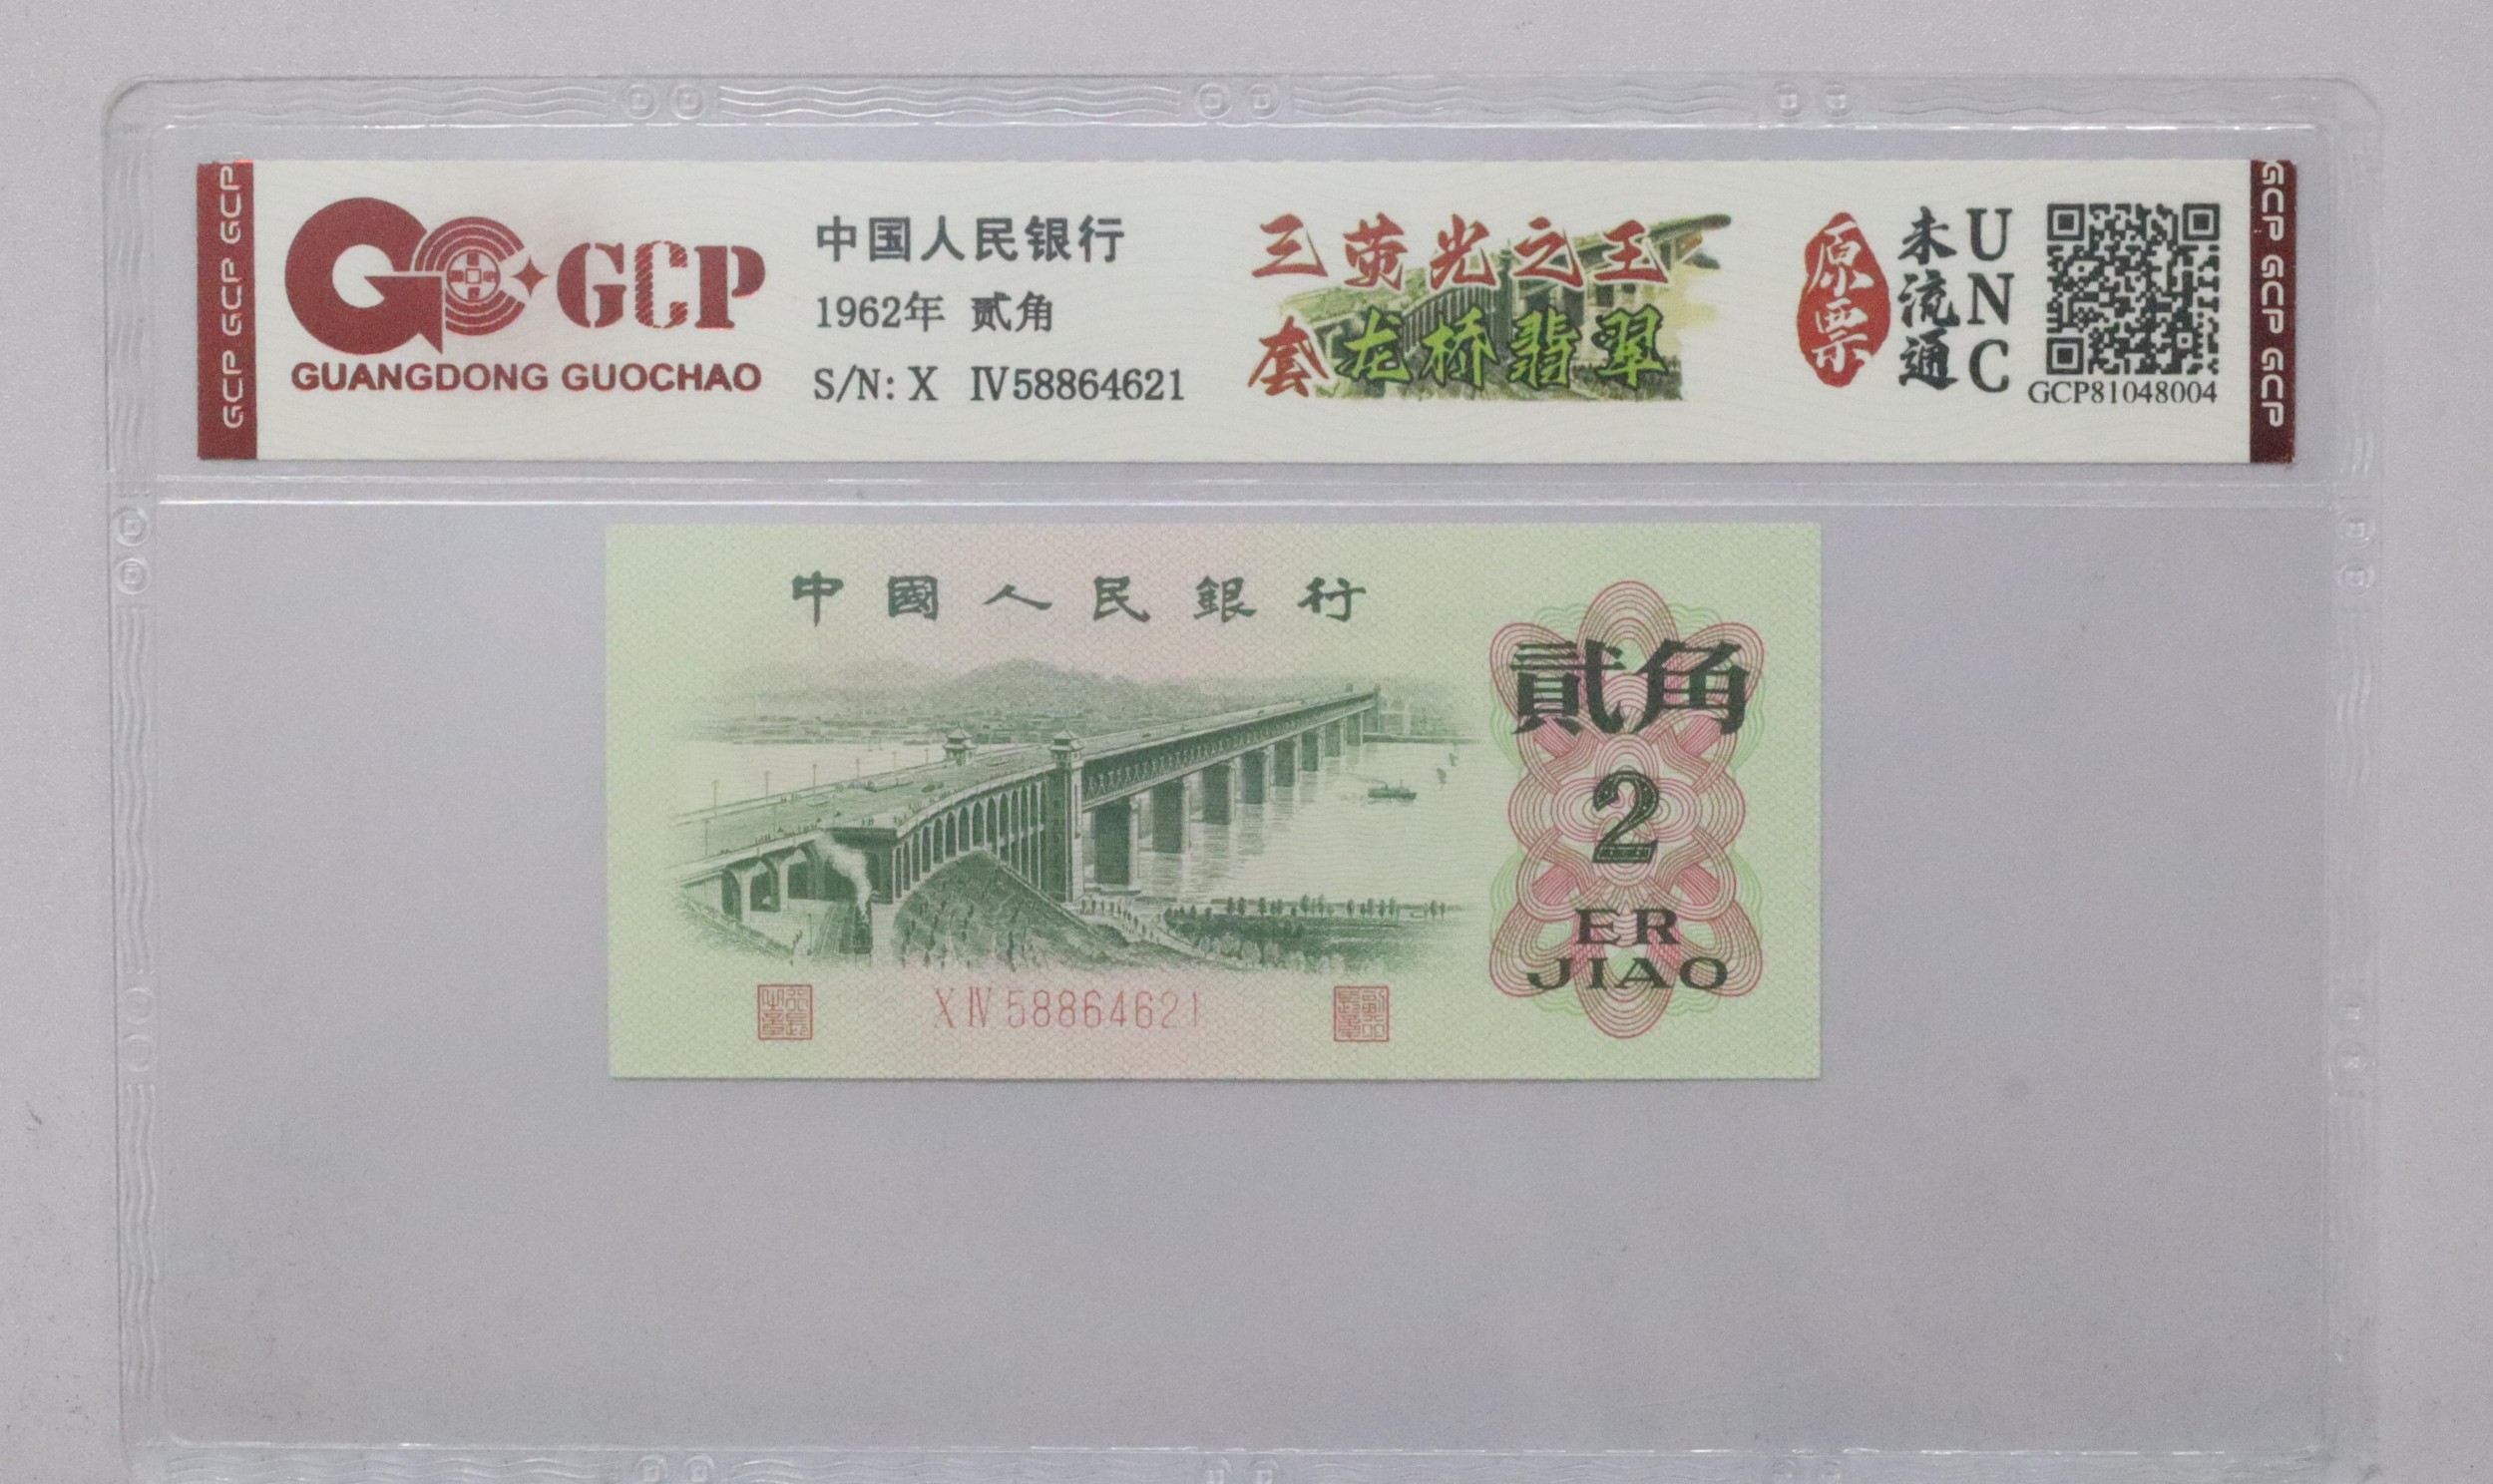 GCP GCP GCP
GCP
GUANGDONG GUOCHAO
中国人民银行
1962年 贰角
S/N: X Ⅳ58864621
三荧光之王
套龙桥翡翠
原票
未流通
UNC
GCP81048004
GCP GCP GCP
中國人民銀行
貳角
2
ER
JIAO
X Ⅳ 58864621